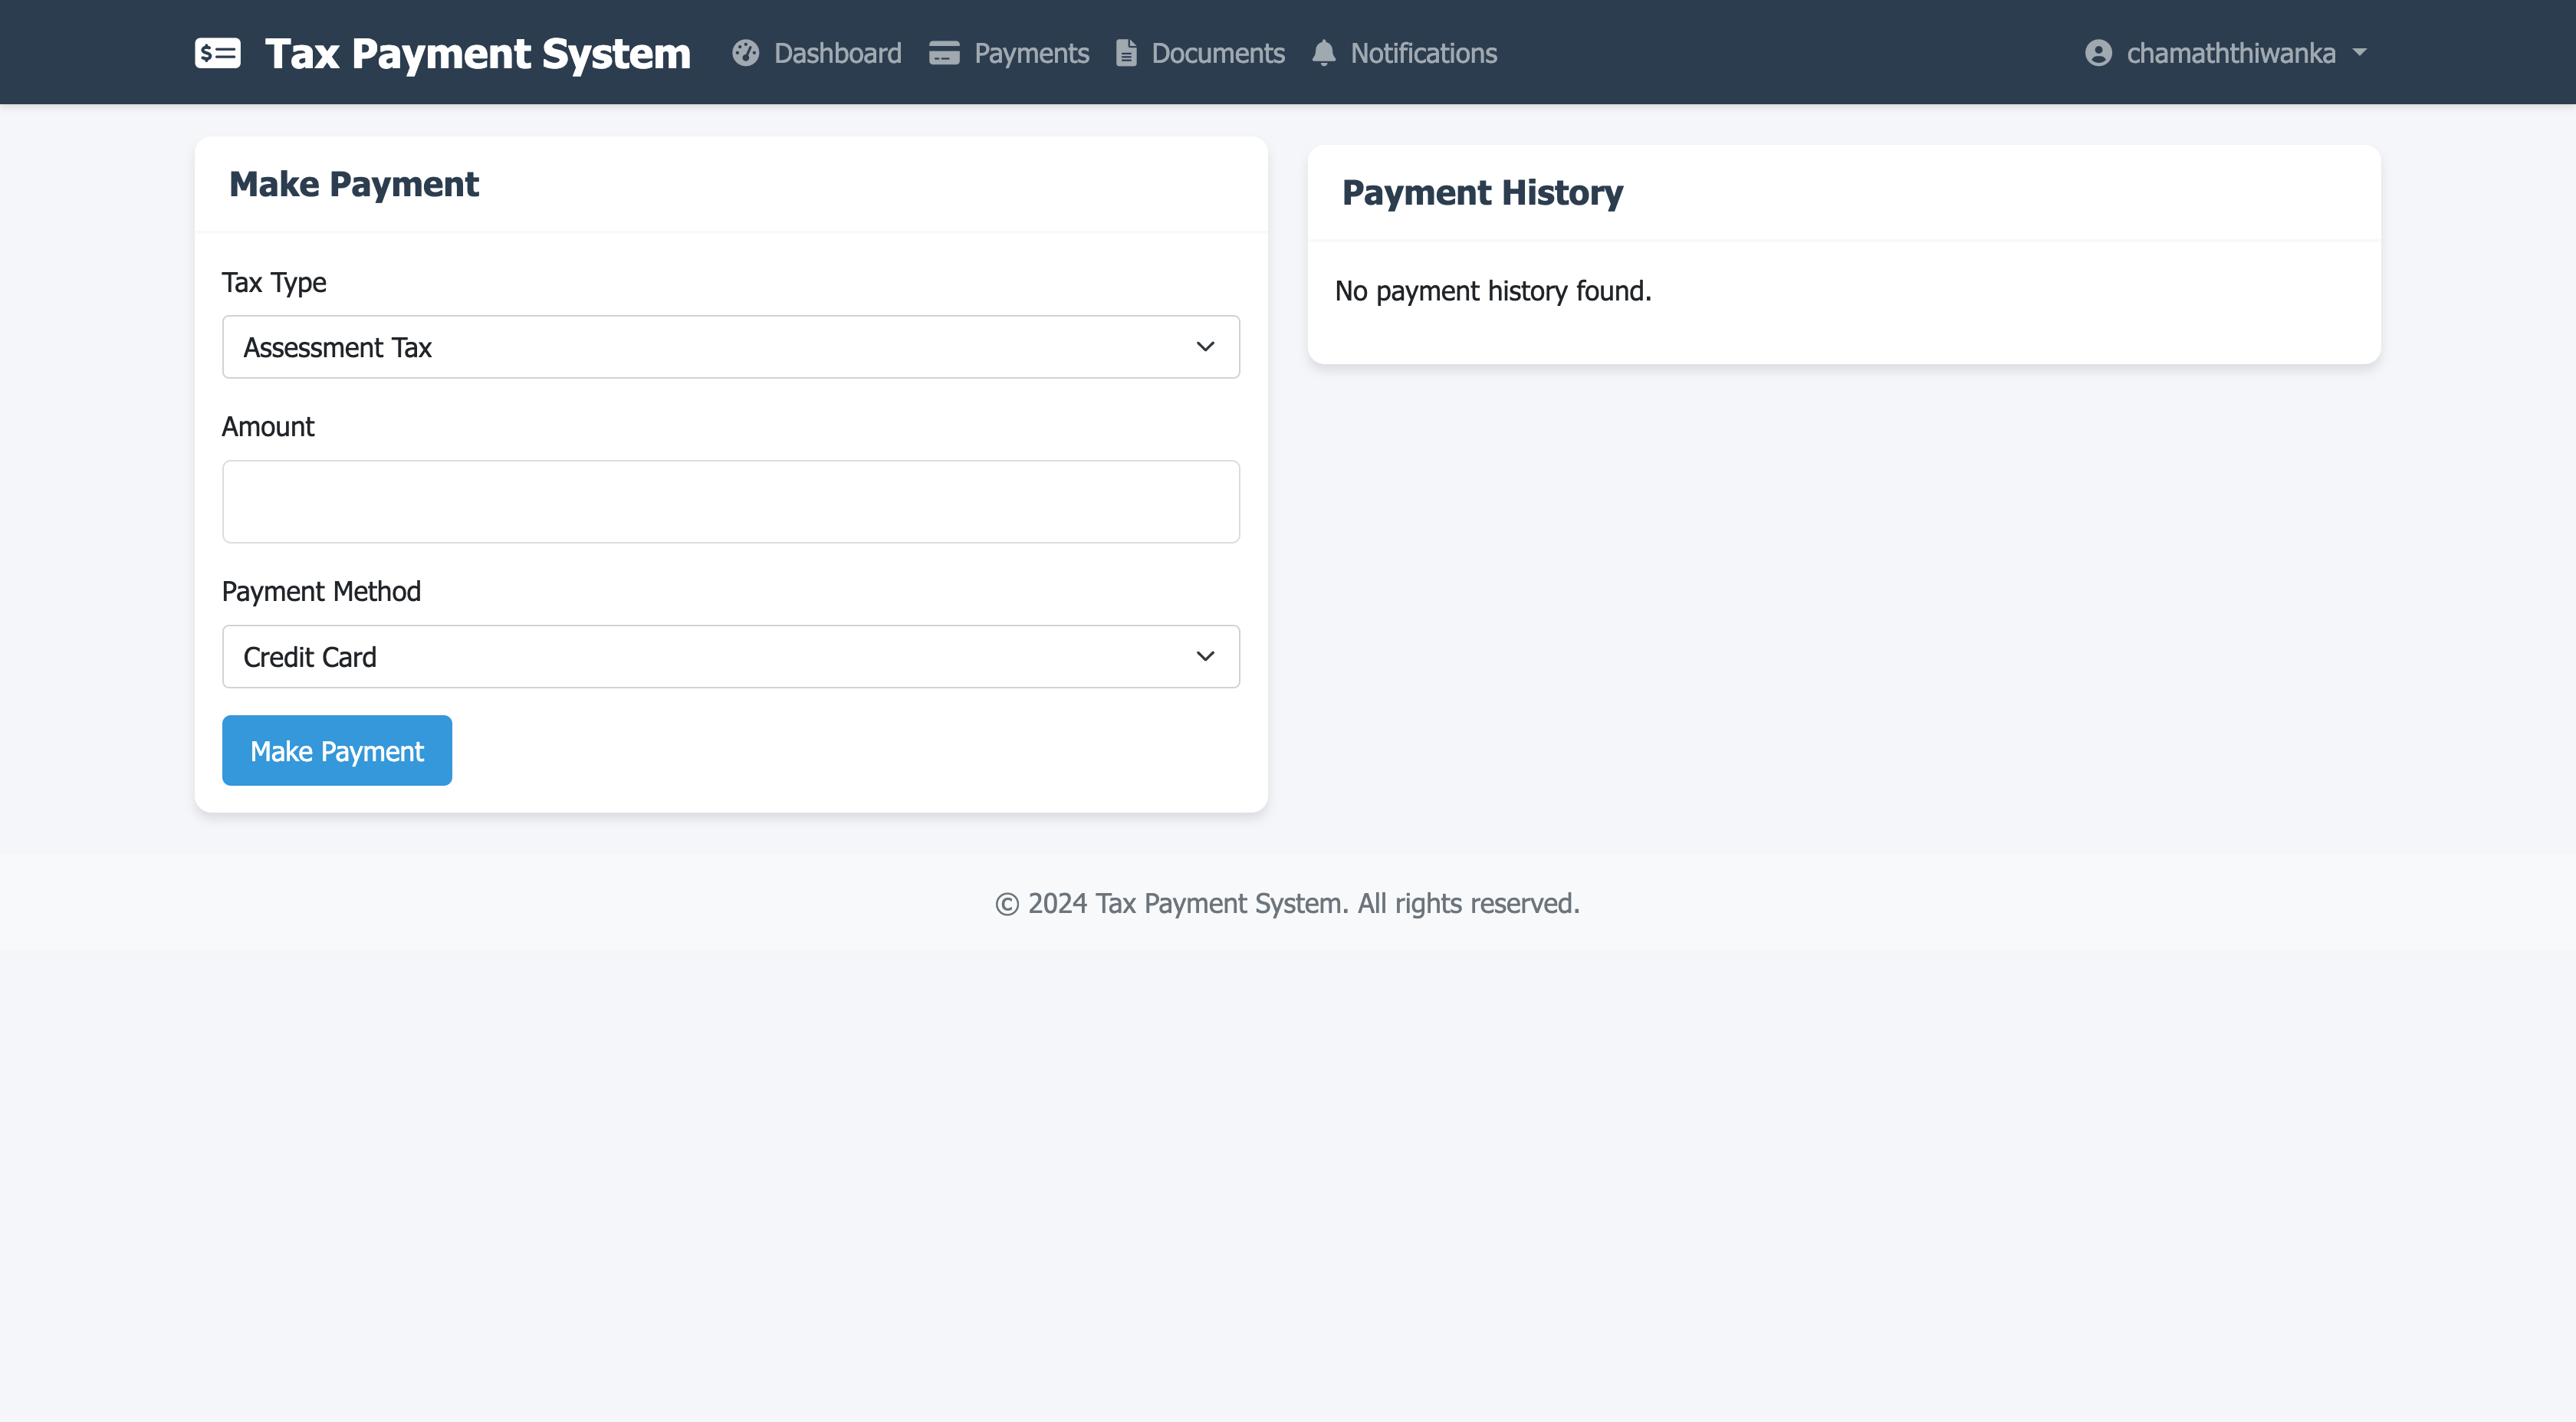 Tax Payment System
Dashboard
Payments
Documents
Notifications
chamaththiwanka
Make Payment
Tax Type
Assessment Tax
Amount
Payment Method
Credit Card
Make Payment
Payment History
No payment history found.
© 2024 Tax Payment System. All rights reserved.